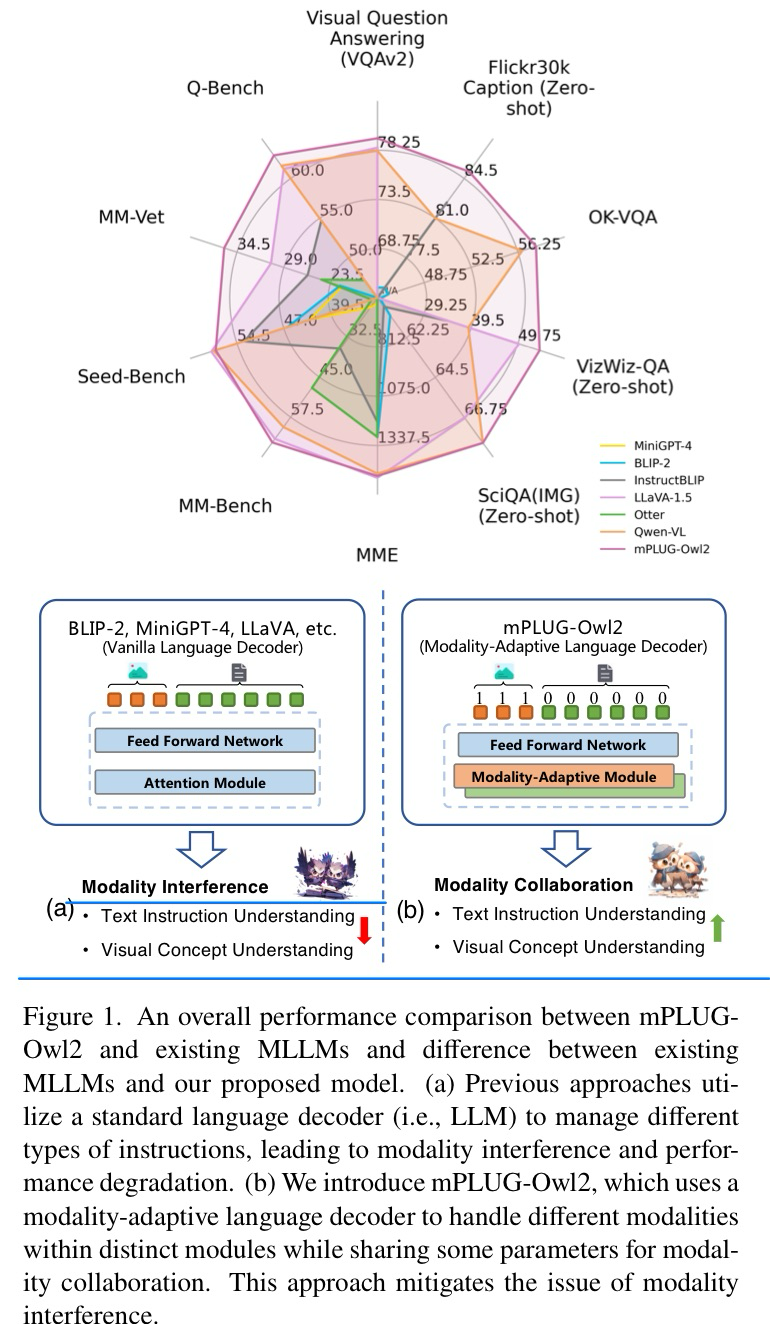 Visual Question
Answering
(VQAv2)
Flickr30k
Caption (Zero-
shot)
Q-Bench
78.25
60.0
84.5
73.5
MM-Vet
55.0
81.0
OK-VQA
34.5
68.75
56.25
50.0
77.5
29.0
52.5
23.5
48.75
N/A
39.5
29.25
47.0
39.5
54.5
32.5
62.25
49.75
812.5
Seed-Bench
45.0
64.5
VizWiz-QA
(Zero-shot)
1075.0
57.5
66.75
1337.5
MM-Bench
SciQA(IMG)
(Zero-shot)
MME
MiniGPT-4
BLIP-2
InstructBLIP
LLaVA-1.5
Otter
Qwen-VL
mPLUG-Owl2
BLIP-2, MiniGPT-4, LLaVA, etc.
(Vanilla Language Decoder)
Feed Forward Network
Attention Module
Modality Interference
(a)
• Text Instruction Understanding
• Visual Concept Understanding
mPLUG-Owl2
(Modality-Adaptive Language Decoder)
1 1 1 0 0 0 0 0 0
Feed Forward Network
Modality-Adaptive Module
Modality Collaboration
(b)
• Text Instruction Understanding
• Visual Concept Understanding
Figure 1. An overall performance comparison between mPLUG-
Owl2 and existing MLLMs and difference between existing
MLLMs and our proposed model. (a) Previous approaches uti-
lize a standard language decoder (i.e., LLM) to manage different
types of instructions, leading to modality interference and perfor-
mance degradation. (b) We introduce mPLUG-Owl2, which uses a
modality-adaptive language decoder to handle different modalities
within distinct modules while sharing some parameters for modal-
ity collaboration. This approach mitigates the issue of modality
interference.